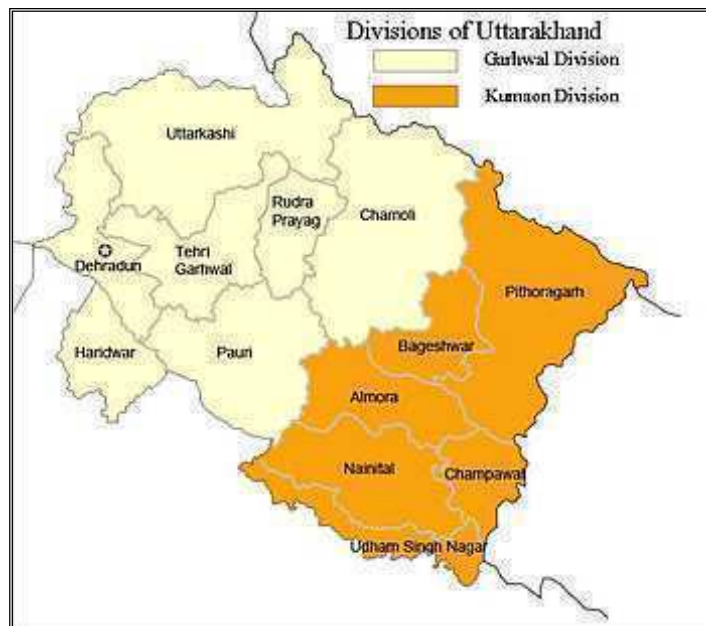 Divisions of Uttarakhand
Garhwal Division
Kumaon Division
Uttarkashi
Rudra
Prayag
Chamoli
Tehri
Garhwal
Dehradun
Pithoragarh
Haridwar
Pauri
Bageshwar
Almora
Nainital
Champawat
Udham Singh Nagar